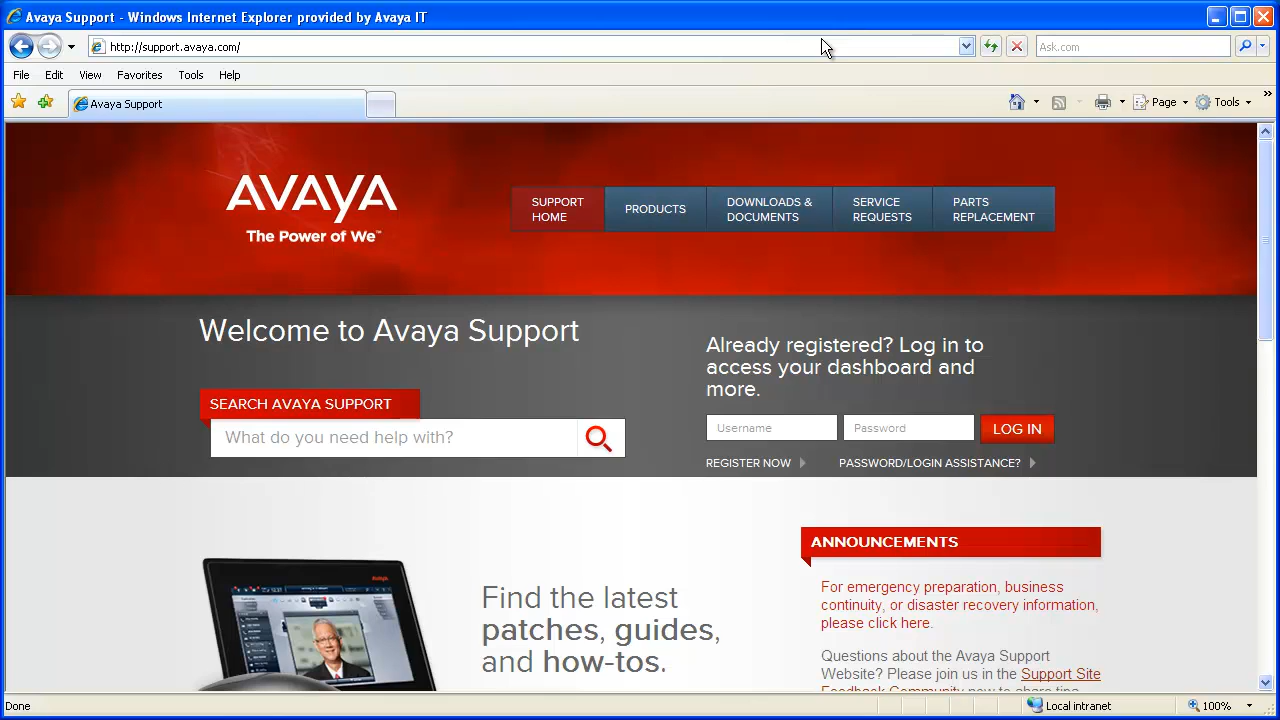 Avaya Support - Windows Internet Explorer provided by Avaya IT
http://support.avaya.com/
Ask.com
File Edit View Favorites Tools Help
Avaya Support
Page Tools
AVAYA
The Power of We™
SUPPORT
HOME
PRODUCTS
DOWNLOADS &
DOCUMENTS
SERVICE
REQUESTS
PARTS
REPLACEMENT
Welcome to Avaya Support
SEARCH AVAYA SUPPORT
What do you need help with?
Already registered? Log in to
access your dashboard and
more.
Username
Password
LOG IN
REGISTER NOW
PASSWORD/LOGIN ASSISTANCE?
Find the latest
patches, guides,
and how-tos.
ANNOUNCEMENTS
For emergency preparation, business
continuity, or disaster recovery information,
please click here.
Questions about the Avaya Support
Website? Please join us in the Support Site
Feedback Community now to share tips
AVAYA
Done
Local intranet
100%